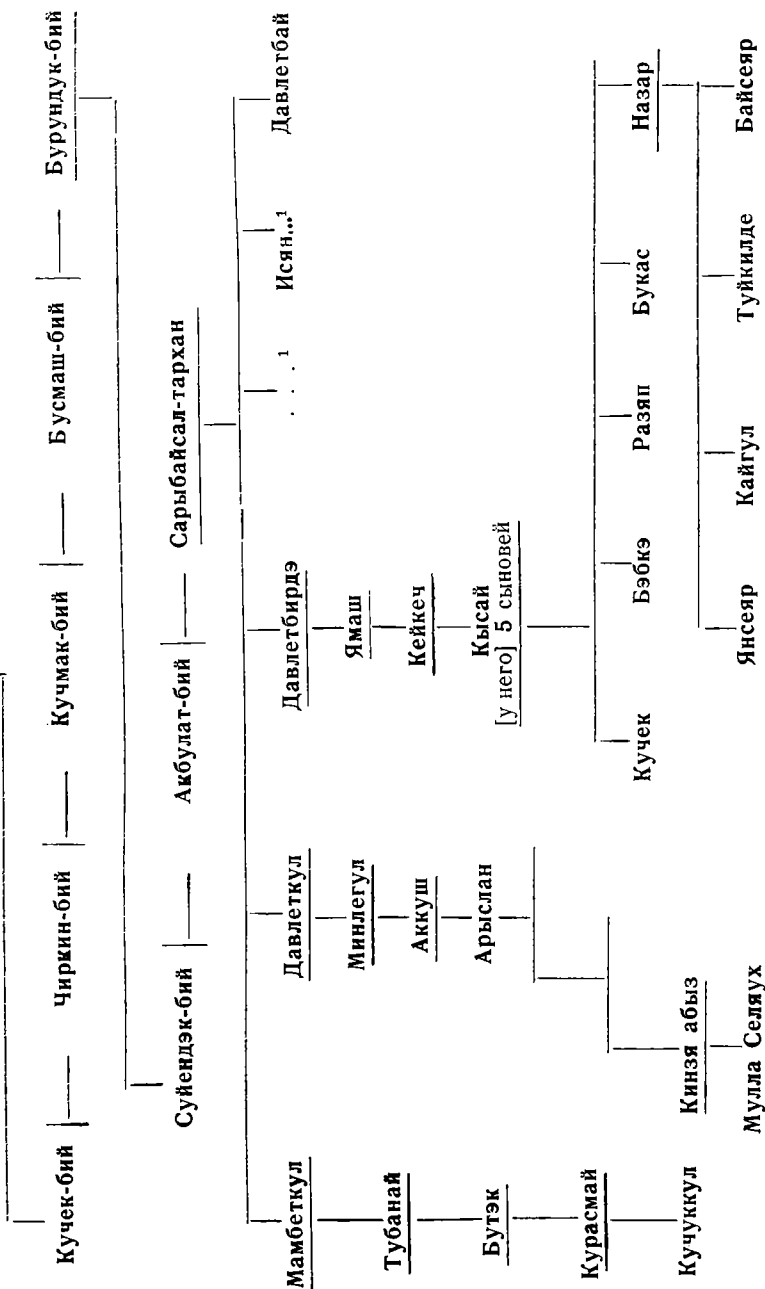 Кучек-бий Чиркин-бий Кучмак-бий Бусмаш-бий Бурундук-бий
Суйендэк-бий Акбулат-бий Сарыбайсал-тархан
Мамбеткул Давлеткул Давлетбирдэ . . . ¹ Исян...¹ Давлетбай
Тубанай Минлегул Ямаш
Бутэк Аккуш Кейкеч
Курасмай Арыслан Кысай
[у него] 5 сыновей
Кучуккул Кинзя абыз Кучек Бэбкэ Разяп Букас Назар
Мулла Селяух Янсеяр Кайгул Туйкилде Байсеяр